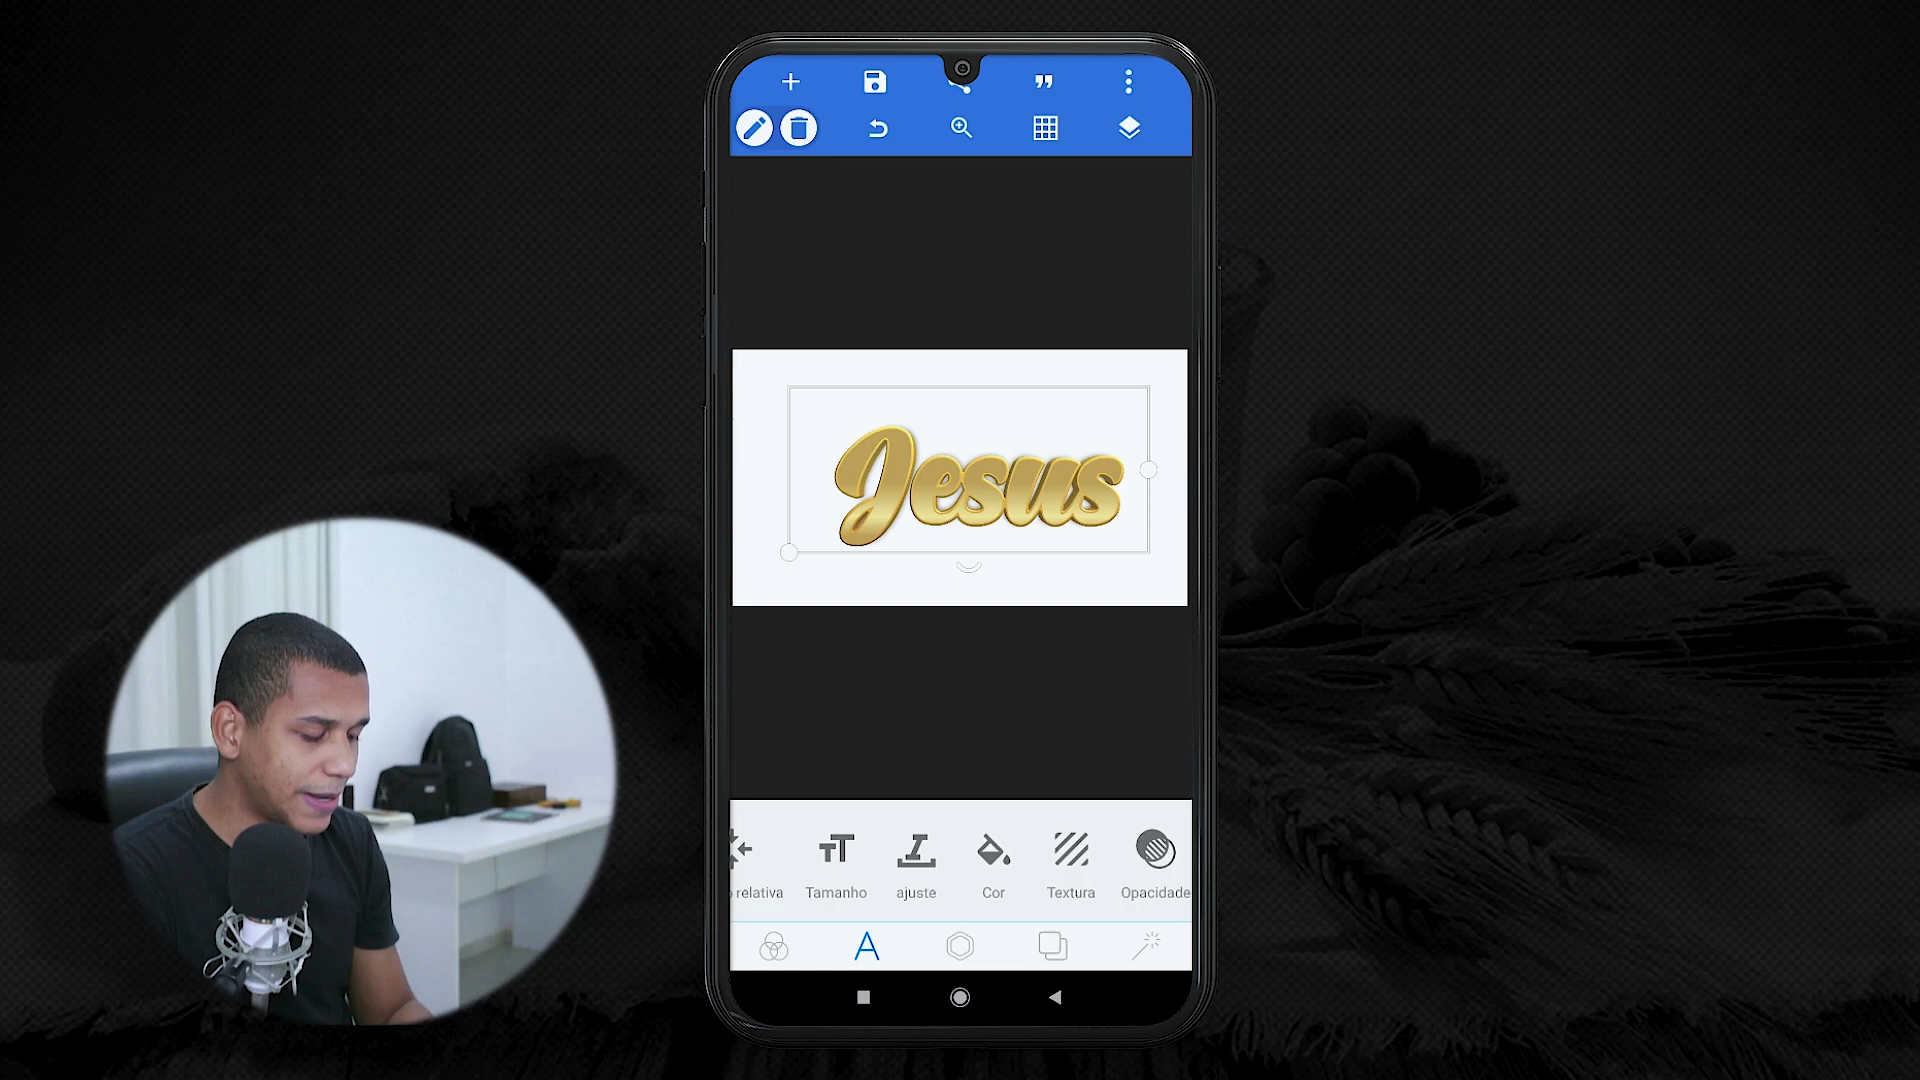 Jesus
relativa
Tamanho
ajuste
Cor
Textura
Opacidade